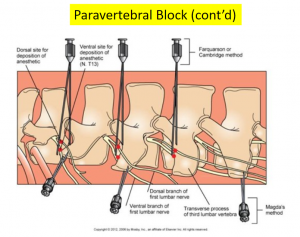 Paravertebral Block (cont'd)
Dorsal site for
deposition of
anesthetic
Ventral site for
deposition of
anesthetic
(N. T13)
Farquarson or
Cambridge method
Dorsal branch of
first lumbar nerve
Ventral branch of
first lumbar nerve
Transverse process of
third lumbar vertebra
Magda's
method